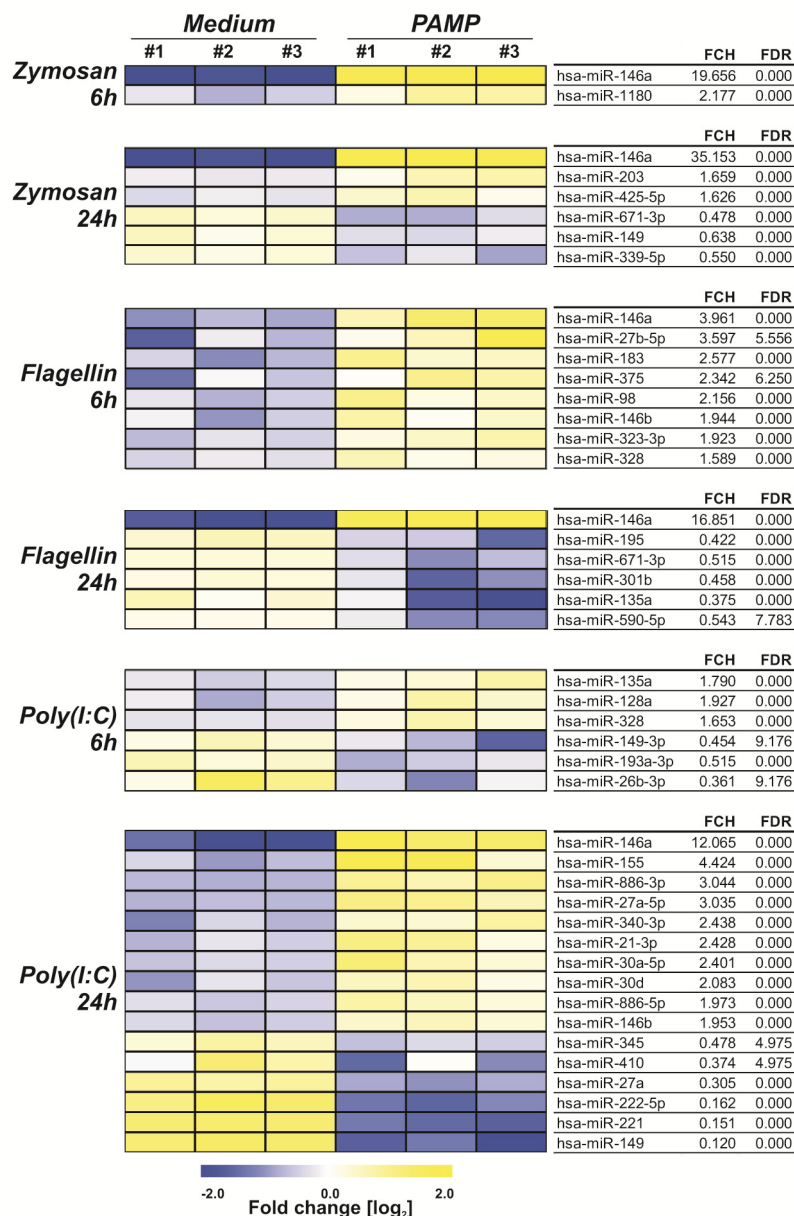 Medium PAMP
#1 #2 #3 #1 #2 #3
Zymosan
6h
FCH FDR
hsa-miR-146a 19.656 0.000
hsa-miR-1180 2.177 0.000
Zymosan
24h
FCH FDR
hsa-miR-146a 35.153 0.000
hsa-miR-203 1.659 0.000
hsa-miR-425-5p 1.626 0.000
hsa-miR-671-3p 0.478 0.000
hsa-miR-149 0.638 0.000
hsa-miR-339-5p 0.550 0.000
Flagellin
6h
FCH FDR
hsa-miR-146a 3.961 0.000
hsa-miR-27b-5p 3.597 5.556
hsa-miR-183 2.577 0.000
hsa-miR-375 2.342 6.250
hsa-miR-98 2.156 0.000
hsa-miR-146b 1.944 0.000
hsa-miR-323-3p 1.923 0.000
hsa-miR-328 1.589 0.000
Flagellin
24h
FCH FDR
hsa-miR-146a 16.851 0.000
hsa-miR-195 0.422 0.000
hsa-miR-671-3p 0.515 0.000
hsa-miR-301b 0.458 0.000
hsa-miR-135a 0.375 0.000
hsa-miR-590-5p 0.543 7.783
Poly(I:C)
6h
FCH FDR
hsa-miR-135a 1.790 0.000
hsa-miR-128a 1.927 0.000
hsa-miR-328 1.653 0.000
hsa-miR-149-3p 0.454 9.176
hsa-miR-193a-3p 0.515 0.000
hsa-miR-26b-3p 0.361 9.176
Poly(I:C)
24h
FCH FDR
hsa-miR-146a 12.065 0.000
hsa-miR-155 4.424 0.000
hsa-miR-886-3p 3.044 0.000
hsa-miR-27a-5p 3.035 0.000
hsa-miR-340-3p 2.438 0.000
hsa-miR-21-3p 2.428 0.000
hsa-miR-30a-5p 2.401 0.000
hsa-miR-30d 2.083 0.000
hsa-miR-886-5p 1.973 0.000
hsa-miR-146b 1.953 0.000
hsa-miR-345 0.478 4.975
hsa-miR-410 0.374 4.975
hsa-miR-27a 0.305 0.000
hsa-miR-222-5p 0.162 0.000
hsa-miR-221 0.151 0.000
hsa-miR-149 0.120 0.000
-2.0 0.0 2.0
Fold change [log₂]